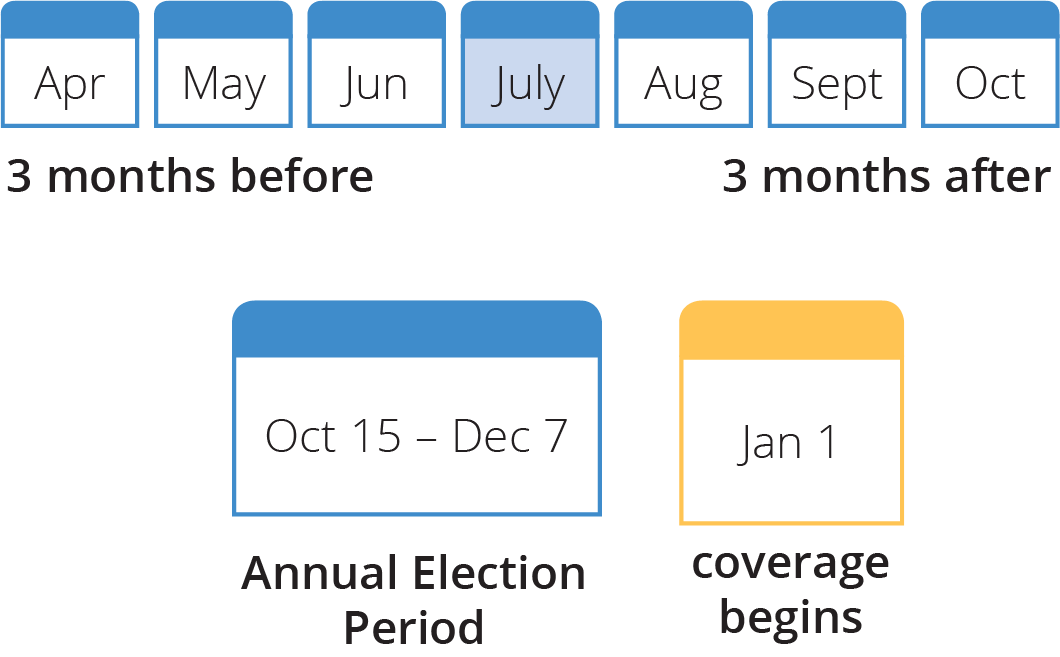 Apr May Jun July Aug Sept Oct
3 months before 3 months after
Oct 15 – Dec 7
Jan 1
Annual Election
Period
coverage
begins